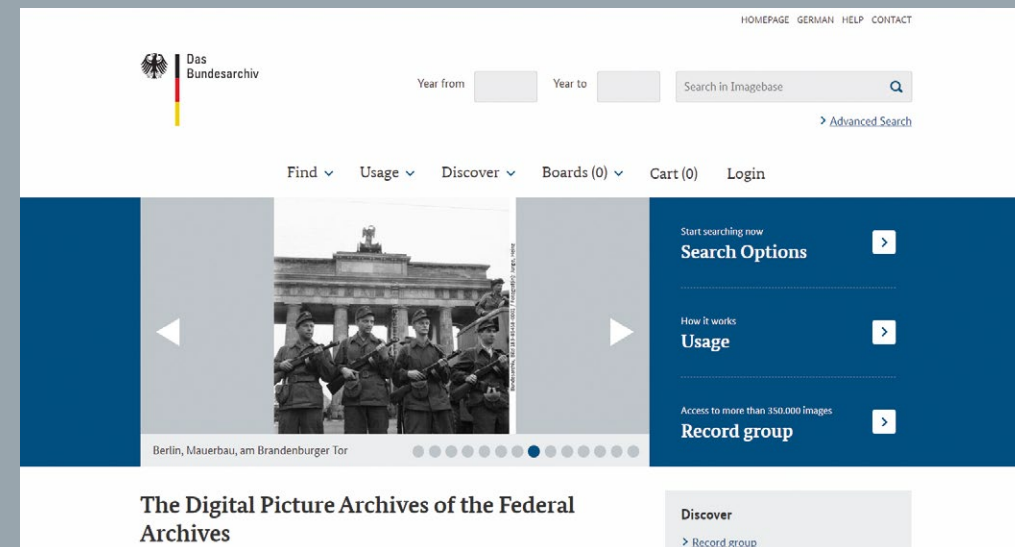 HOMEPAGE GERMAN HELP CONTACT
Das
Bundesarchiv
Year from
Year to
Search in Imagebase
Advanced Search
Find
Usage
Discover
Boards (0)
Cart (0)
Login
Start searching now
Search Options
How it works
Usage
Access to more than 350.000 images
Record group
Berlin, Mauerbau, am Brandenburger Tor
The Digital Picture Archives of the Federal
Archives
Discover
Record group